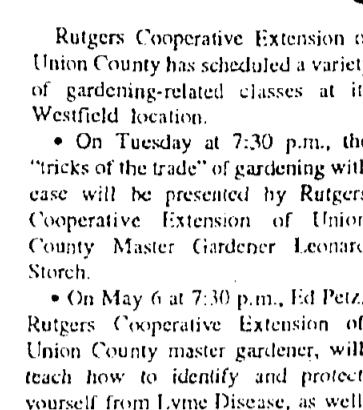 Rutgers Cooperative Extension o
Union County has scheduled a variet
of gardening-related classes at it
Westfield location.
• On Tuesday at 7:30 p.m., the
"tricks of the trade" of gardening with
ease will be presented by Rutgers
Cooperative Extension of Union
County Master Gardener Leonard
Storch.
• On May 6 at 7:30 p.m., Ed Petz,
Rutgers Cooperative Extension of
Union County master gardener, will
teach how to identify and protect
yourself from Lyme Disease, as well